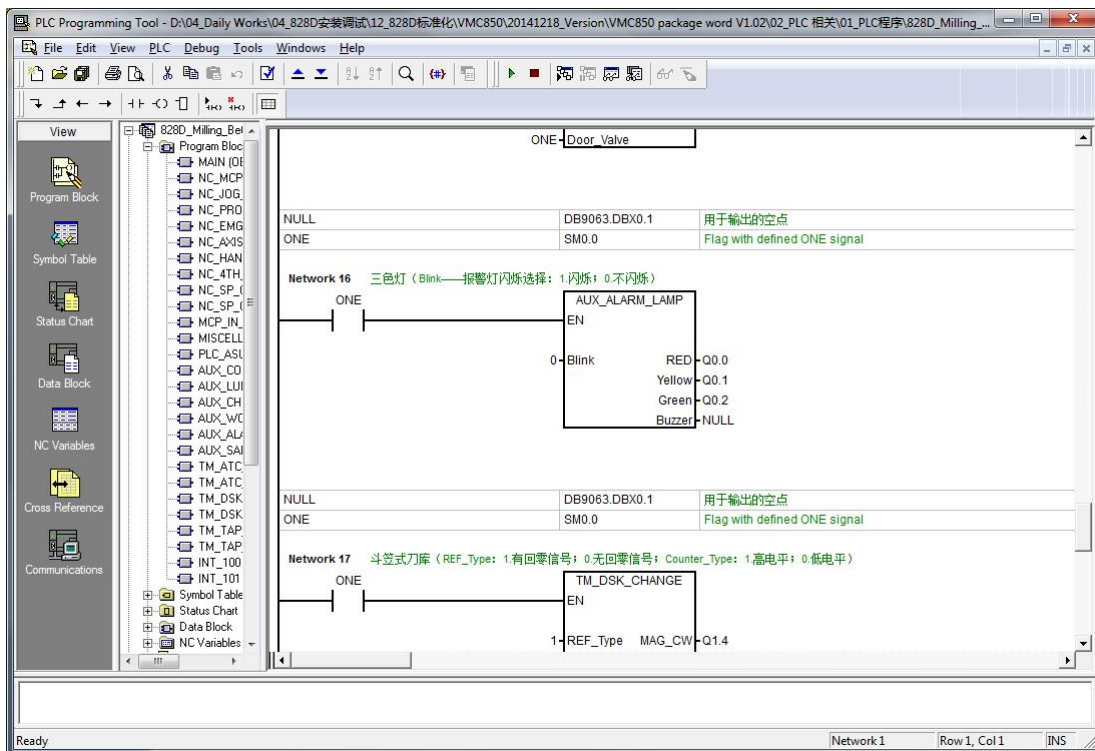 PLC Programming Tool - D:\04_Daily Works\04_828D安装调试\12_828D标准化\VMC850\20141218_Version\VMC850 package word V1.02\02_PLC 相关\01_PLC程序\828D_Milling_...
File Edit View PLC Debug Tools Windows Help
View
Program Block
Symbol Table
Status Chart
Data Block
NC Variables
Cross Reference
Communications
828D_Milling_Be
Program Bloc
MAIN (OB
NC_MCP
NC_JOG_
NC_PRO
NC_EMG
NC_AXIS
NC_HAN
NC_4TH_
NC_SP_(
NC_SP_(
MCP_IN_
MISCELL
PLC_ASU
AUX_CO
AUX_LUI
AUX_CH
AUX_WO
AUX_ALA
AUX_SAI
TM_ATC_
TM_ATC_
TM_DSK
TM_DSK
TM_TAP_
TM_TAP_
INT_100
INT_101
Symbol Table
Status Chart
Data Block
NC Variables
ONE Door_Valve
NULL DB9063.DBX0.1 用于输出的空点
ONE SM0.0 Flag with defined ONE signal
Network 16 三色灯（Blink——报警灯闪烁选择：1.闪烁；0.不闪烁）
ONE AUX_ALARM_LAMP
EN
0 Blink RED Q0.0
Yellow Q0.1
Green Q0.2
Buzzer NULL
NULL DB9063.DBX0.1 用于输出的空点
ONE SM0.0 Flag with defined ONE signal
Network 17 斗笠式刀库（REF_Type：1.有回零信号；0.无回零信号；Counter_Type：1.高电平；0.低电平）
ONE TM_DSK_CHANGE
EN
1 REF_Type MAG_CW Q1.4
Ready Network 1 Row 1, Col 1 INS